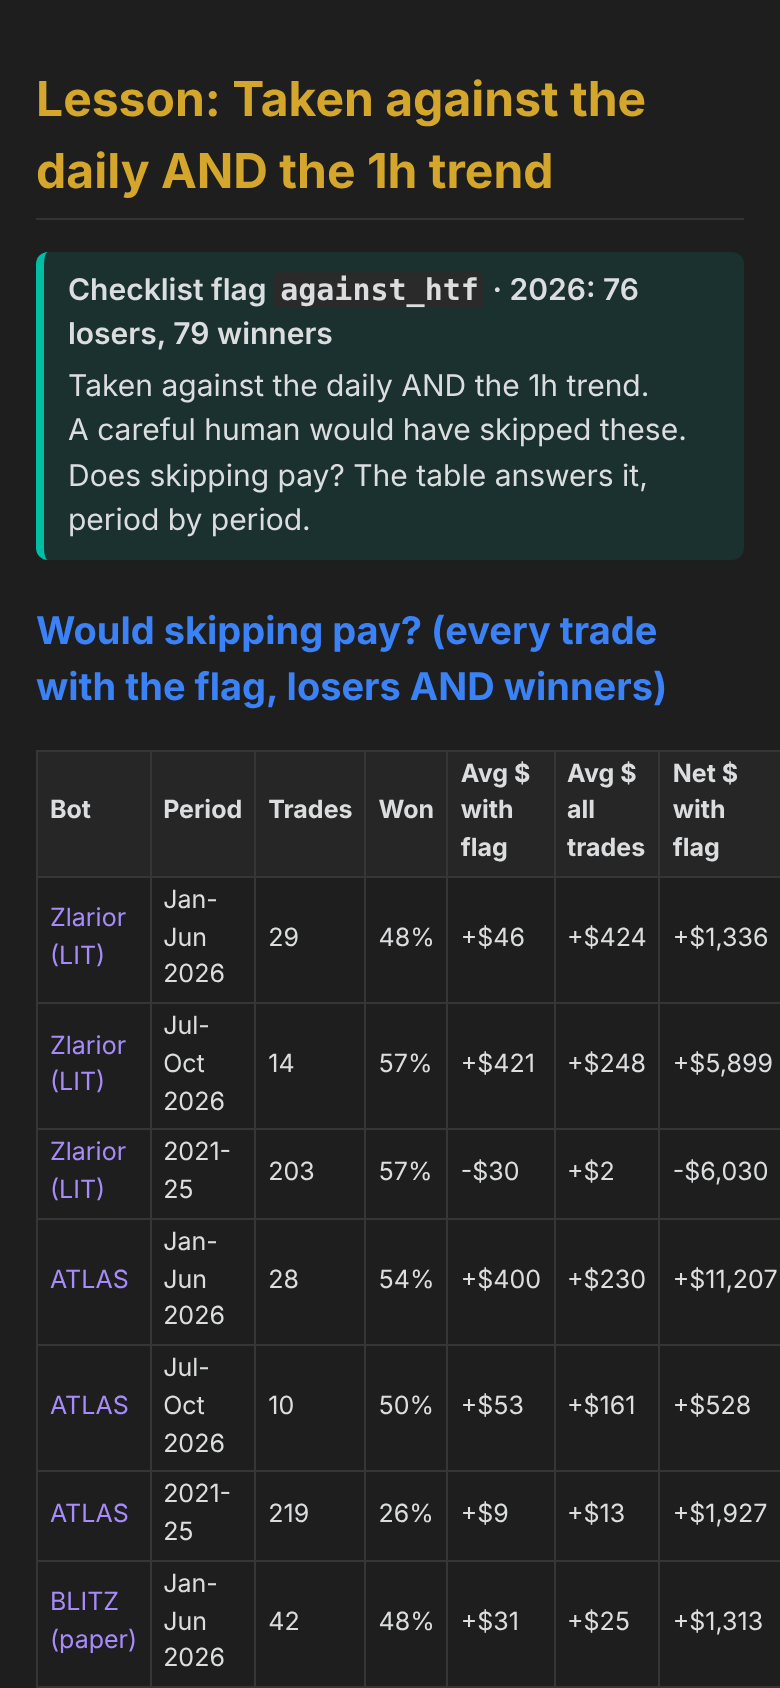 Lesson: Taken against the
daily AND the 1h trend
Checklist flag against_htf · 2026: 76
losers, 79 winners
Taken against the daily AND the 1h trend.
A careful human would have skipped these.
Does skipping pay? The table answers it,
period by period.
Would skipping pay? (every trade
with the flag, losers AND winners)
Bot Period Trades Won Avg $ with flag Avg $ all trades Net $ with flag
Zlarior (LIT) Jan-Jun 2026 29 48% +$46 +$424 +$1,336
Zlarior (LIT) Jul-Oct 2026 14 57% +$421 +$248 +$5,899
Zlarior (LIT) 2021-25 203 57% -$30 +$2 -$6,030
ATLAS Jan-Jun 2026 28 54% +$400 +$230 +$11,207
ATLAS Jul-Oct 2026 10 50% +$53 +$161 +$528
ATLAS 2021-25 219 26% +$9 +$13 +$1,927
BLITZ (paper) Jan-Jun 2026 42 48% +$31 +$25 +$1,313